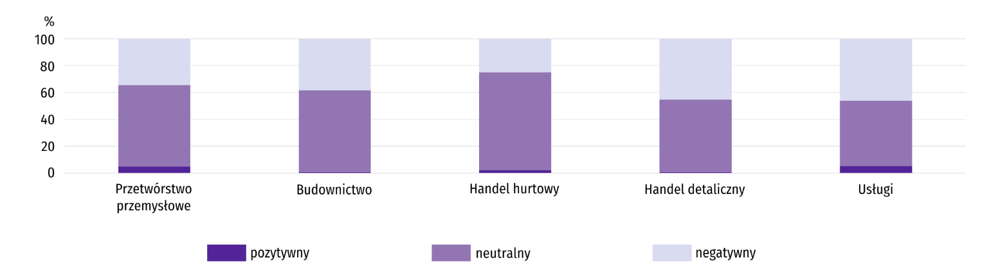 %
100
80
60
40
20
0
Przetwórstwo
przemysłowe
Budownictwo
Handel hurtowy
Handel detaliczny
Usługi
pozytywny
neutralny
negatywny